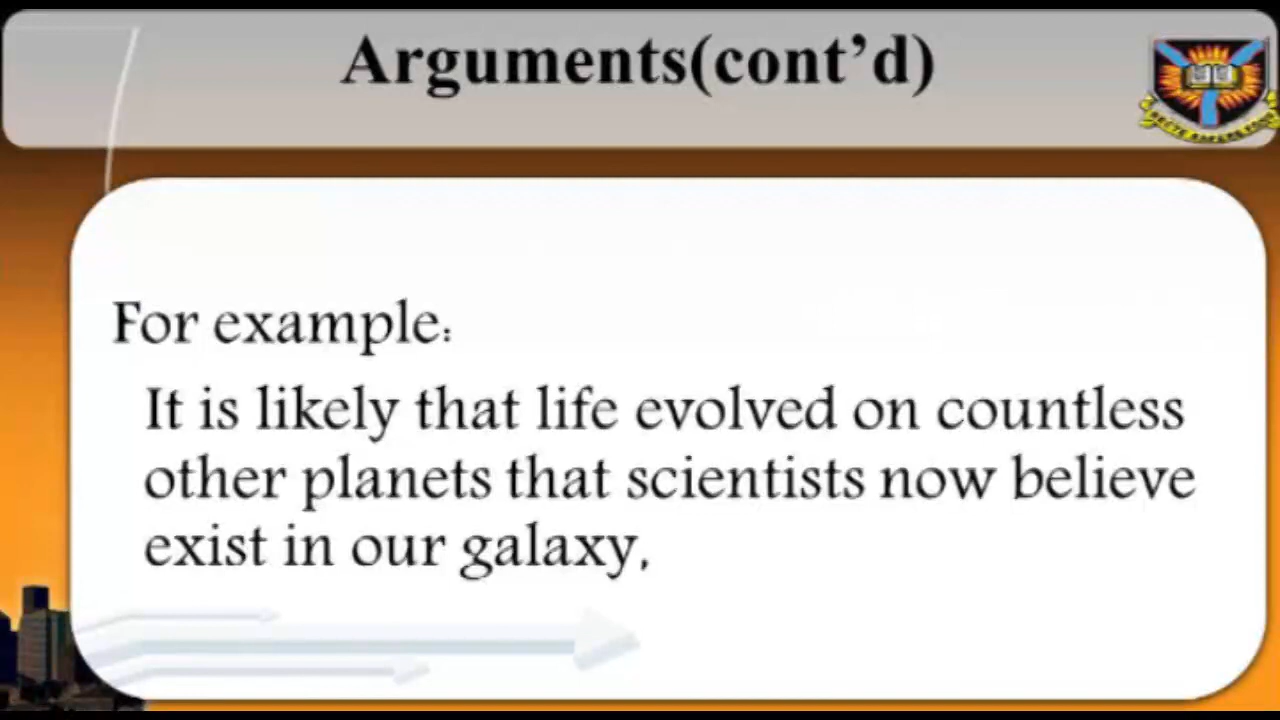 Arguments(cont’d)
For example:
It is likely that life evolved on countless
other planets that scientists now believe
exist in our galaxy,